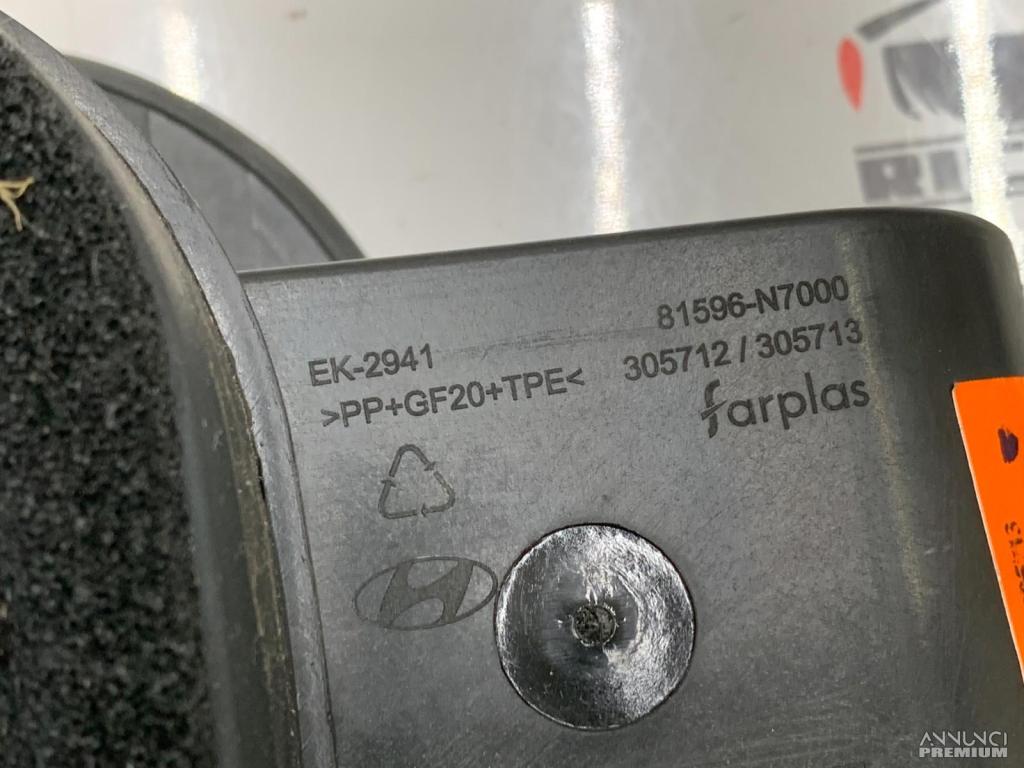 EK-2941
>PP+GF20+TPE<
81596-N7000
305712 / 305713
farplas
ANNUNCI
PREMIUM